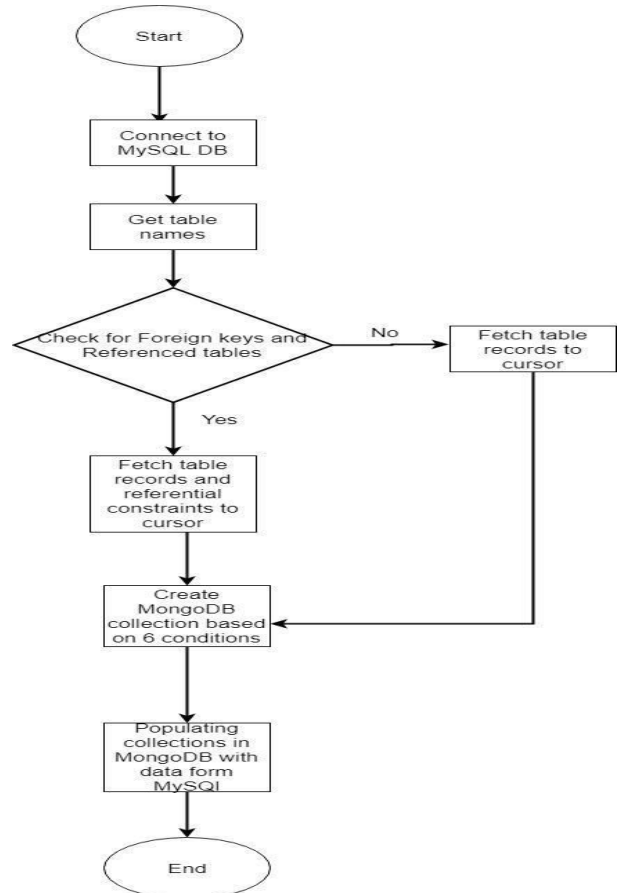 Start
Connect to
MySQL DB
Get table
names
Check for Foreign keys and
Referenced tables
No
Fetch table
records to
cursor
Yes
Fetch table
records and
referential
constraints to
cursor
Create
MongoDB
collection based
on 6 conditions
Populating
collections in
MongoDB with
data form
MySQl
End